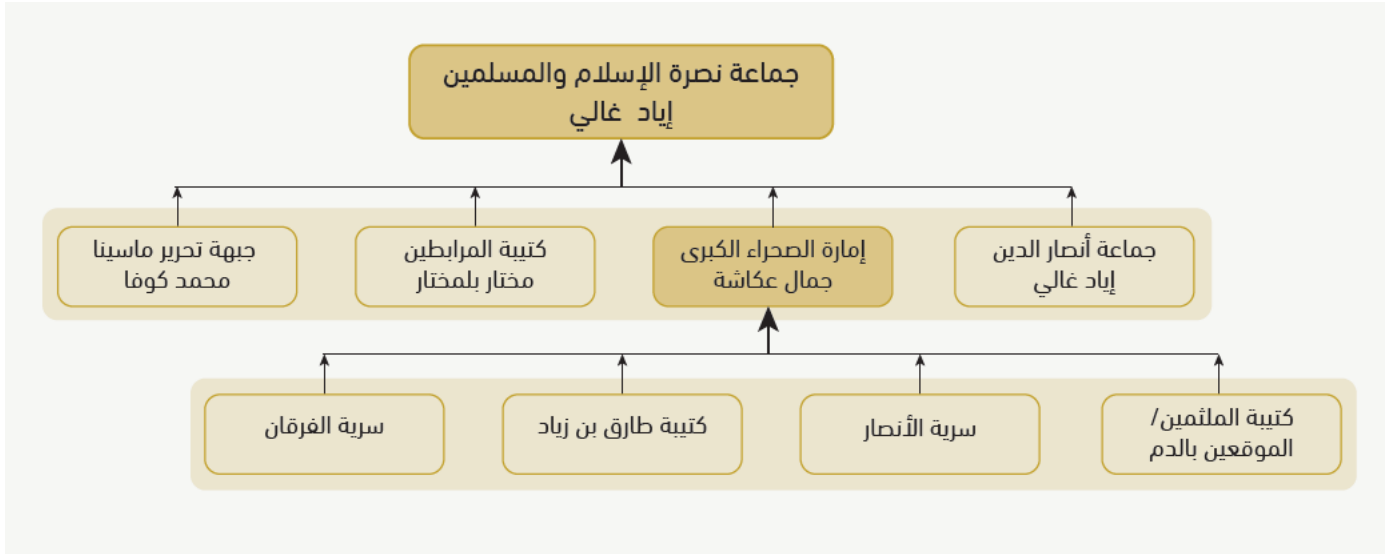 جماعة نصرة الإسلام والمسلمين
إياد غالي
جماعة أنصار الدين
إياد غالي
إمارة الصحراء الكبرى
جمال عكاشة
كتيبة المرابطين
مختار بلمختار
جبهة تحرير ماسينا
محمد كوفا
كتيبة الملثمين/
الموقعين بالدم
سرية الأنصار
كتيبة طارق بن زياد
سرية الفرقان